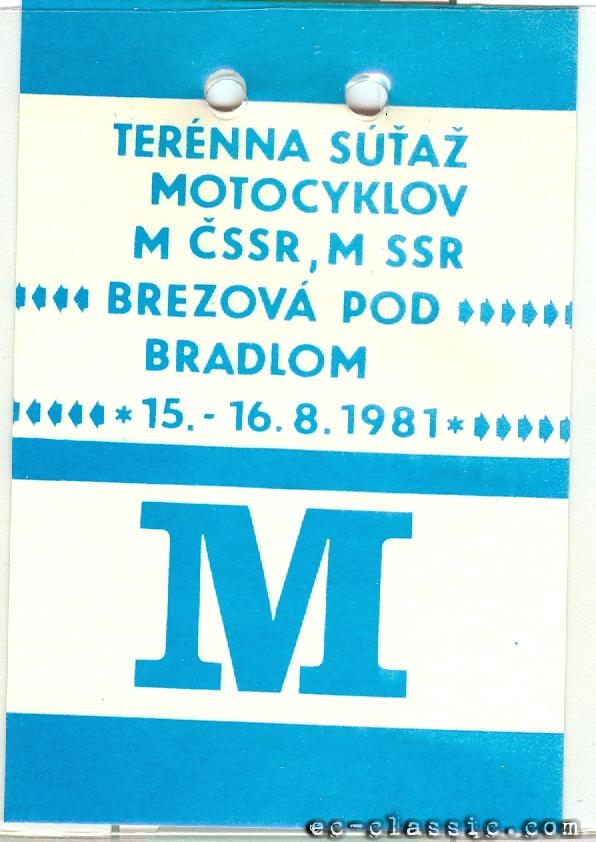 TERÉNNA SÚŤAŽ
MOTOCYKLOV
M ČSSR, M SSR
BREZOVÁ POD
BRADLOM
*15.-16.8.1981*
M
ec-classic.com